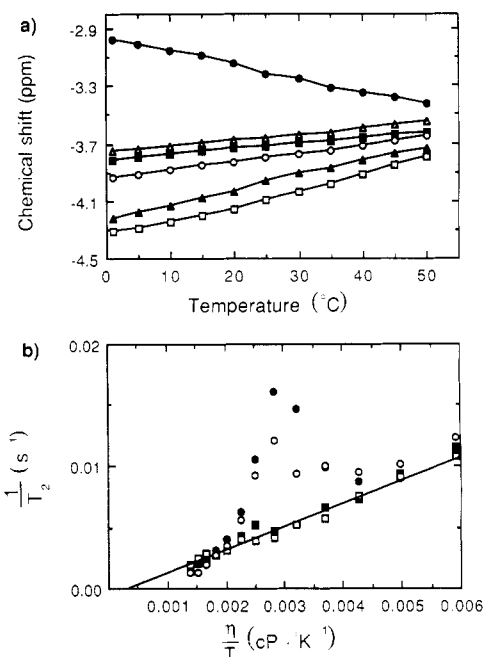 a)
-2.9
-3.3
-3.7
-4.1
-4.5
Chemical shift (ppm)
0 10 20 30 40 50
Temperature (°C)
b)
0.02
0.01
0.00
1/T₂ (s⁻¹)
0.001 0.002 0.003 0.004 0.005 0.006
η/T (cP · K⁻¹)